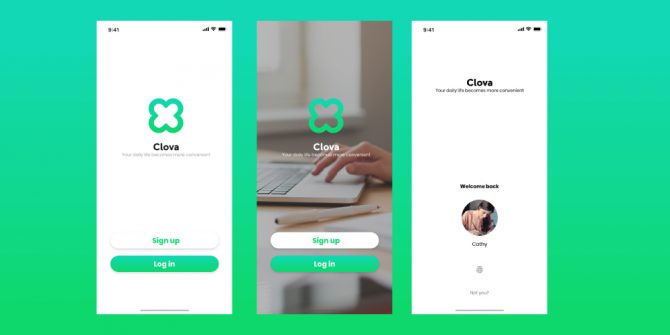 9:41
Clova
Your daily life becomes more convenient
Sign up
Log in
Clova
Your daily life becomes more convenient
Sign up
Log in
9:41
Clova
Your daily life becomes more convenient
Welcome back
Cathy
Not you?